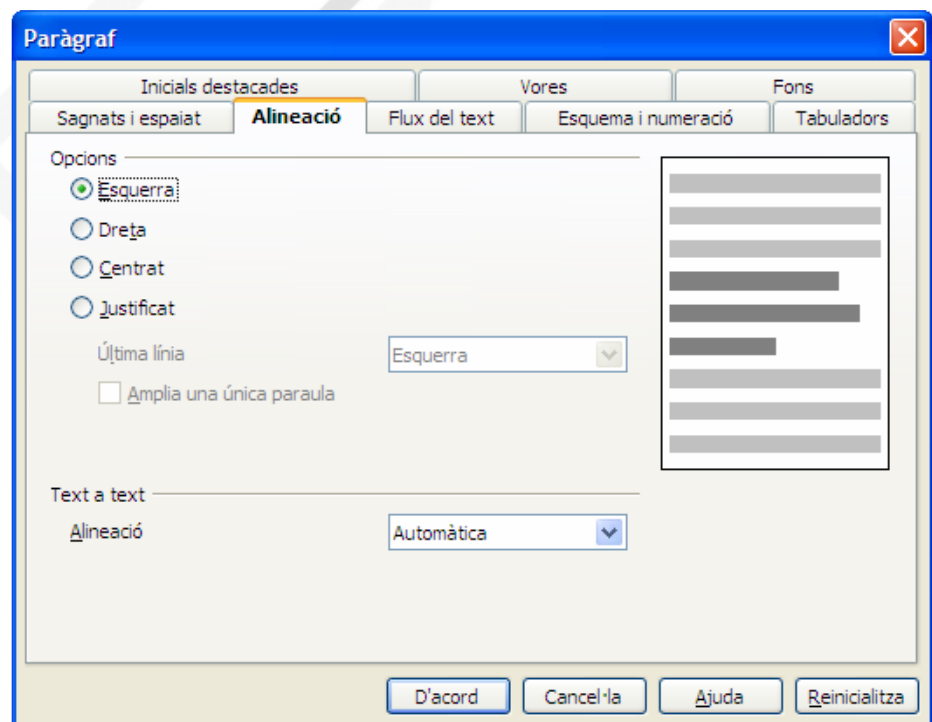 Paràgraf
Inicials destacades Vores Fons
Sagnats i espaiat Alineació Flux del text Esquema i numeració Tabuladors
Opcions
Esquerra
Dreta
Centrat
Justificat
Última línia Esquerra
Amplia una única paraula
Text a text
Alineació Automàtica
D'acord Cancel·la Ajuda Reinicialitza